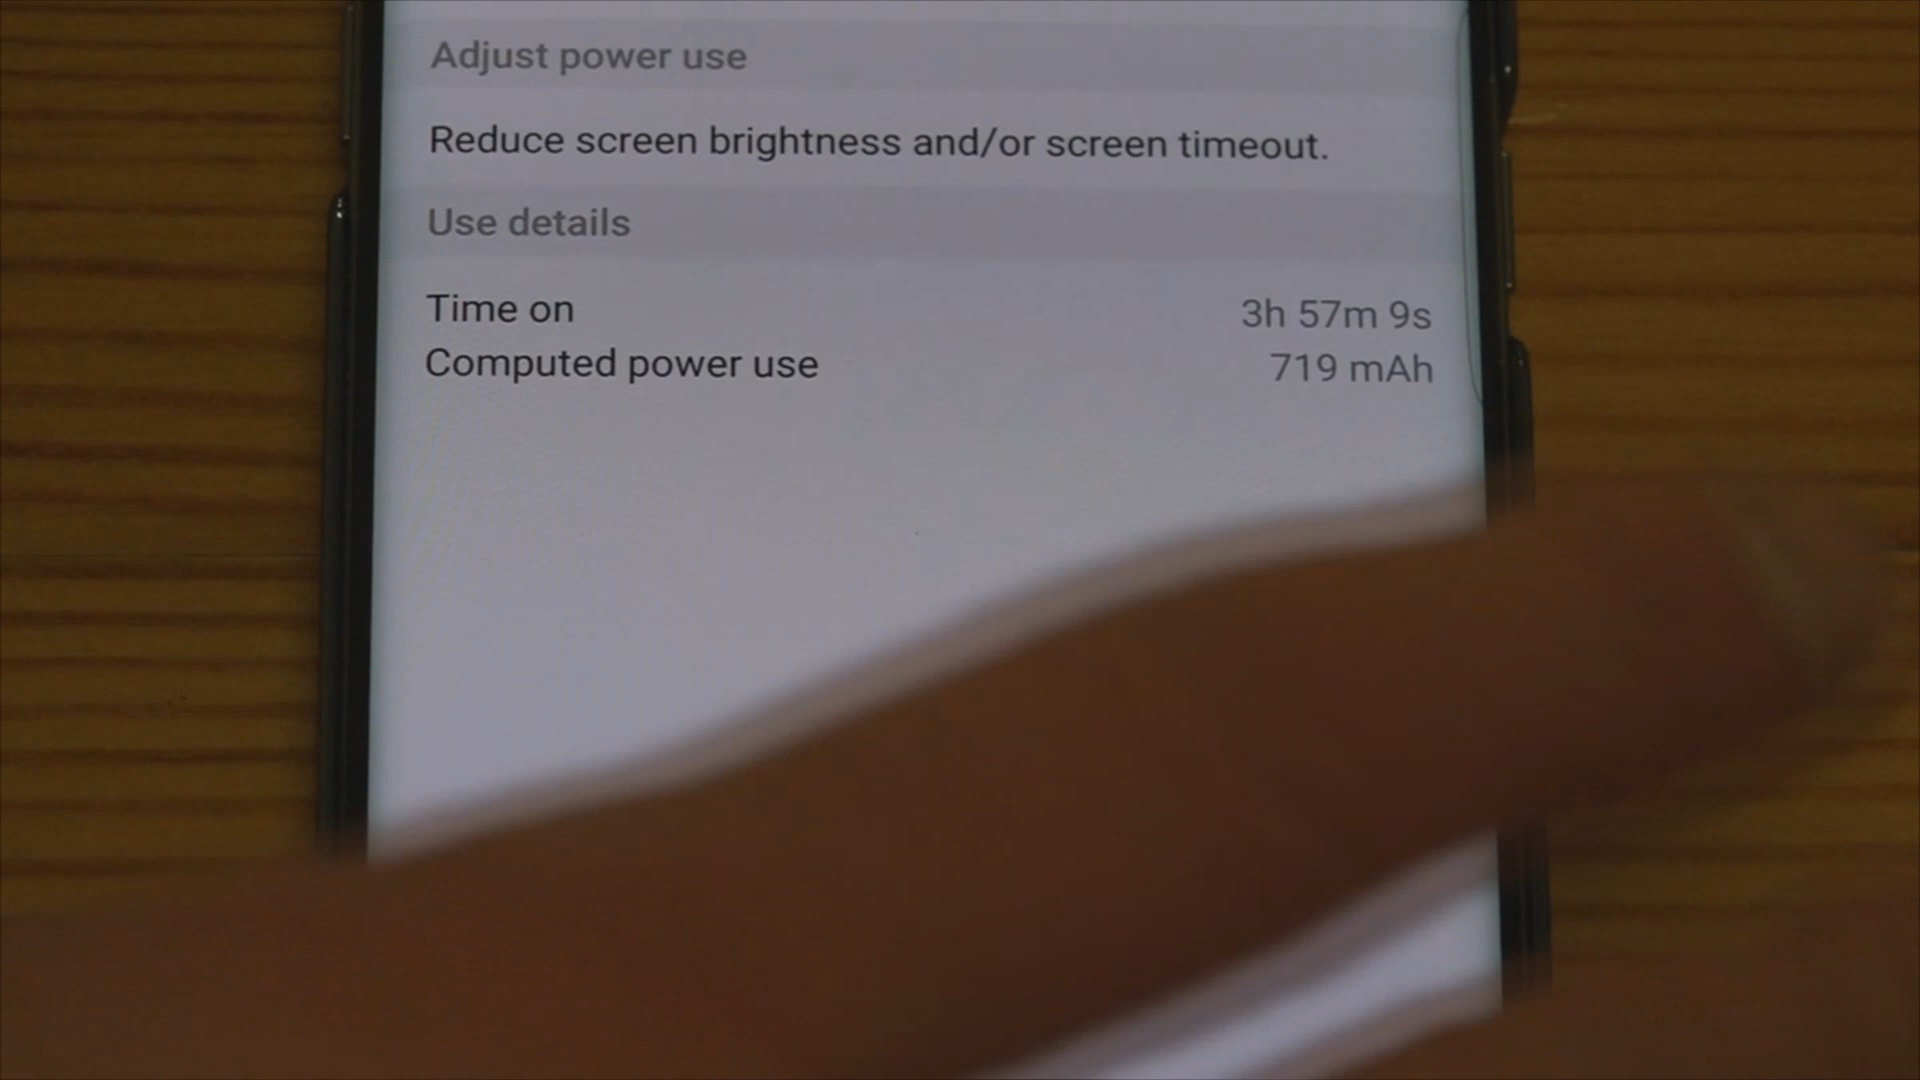 Adjust power use
Reduce screen brightness and/or screen timeout.
Use details
Time on 3h 57m 9s
Computed power use 719 mAh